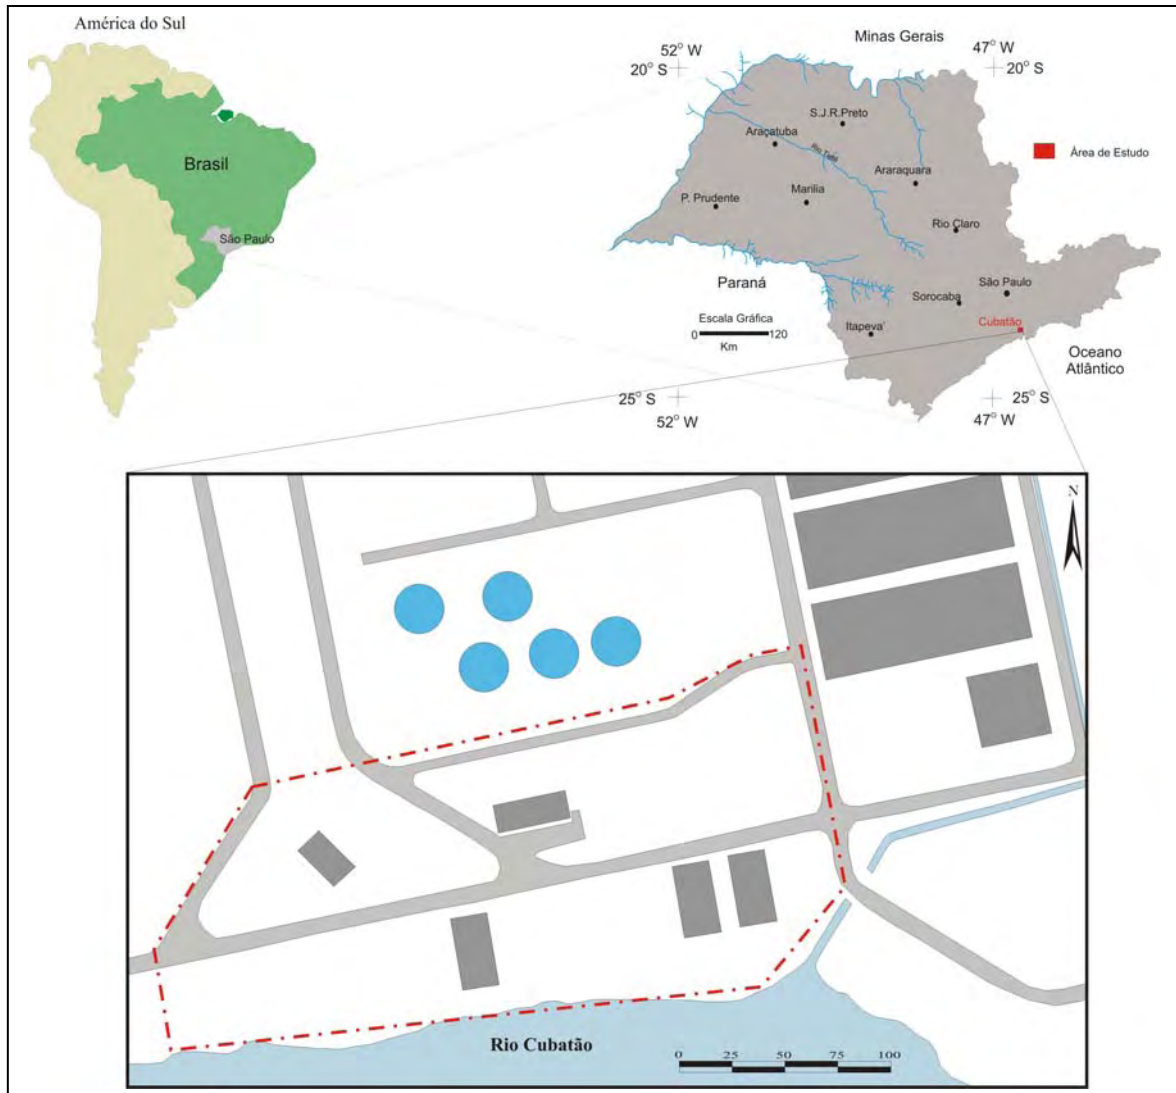 América do Sul
Brasil
São Paulo
52° W
20° S
Minas Gerais
47° W
20° S
S.J.R.Preto
Araçatuba
Rio Tietê
Araraquara
Área de Estudo
P. Prudente
Marilia
Rio Claro
Paraná
São Paulo
Sorocaba
Escala Gráfica
0 120
Km
Itapeva'
Cubatão
Oceano
Atlântico
25° S
52° W
25° S
47° W
N
Rio Cubatão
0 25 50 75 100